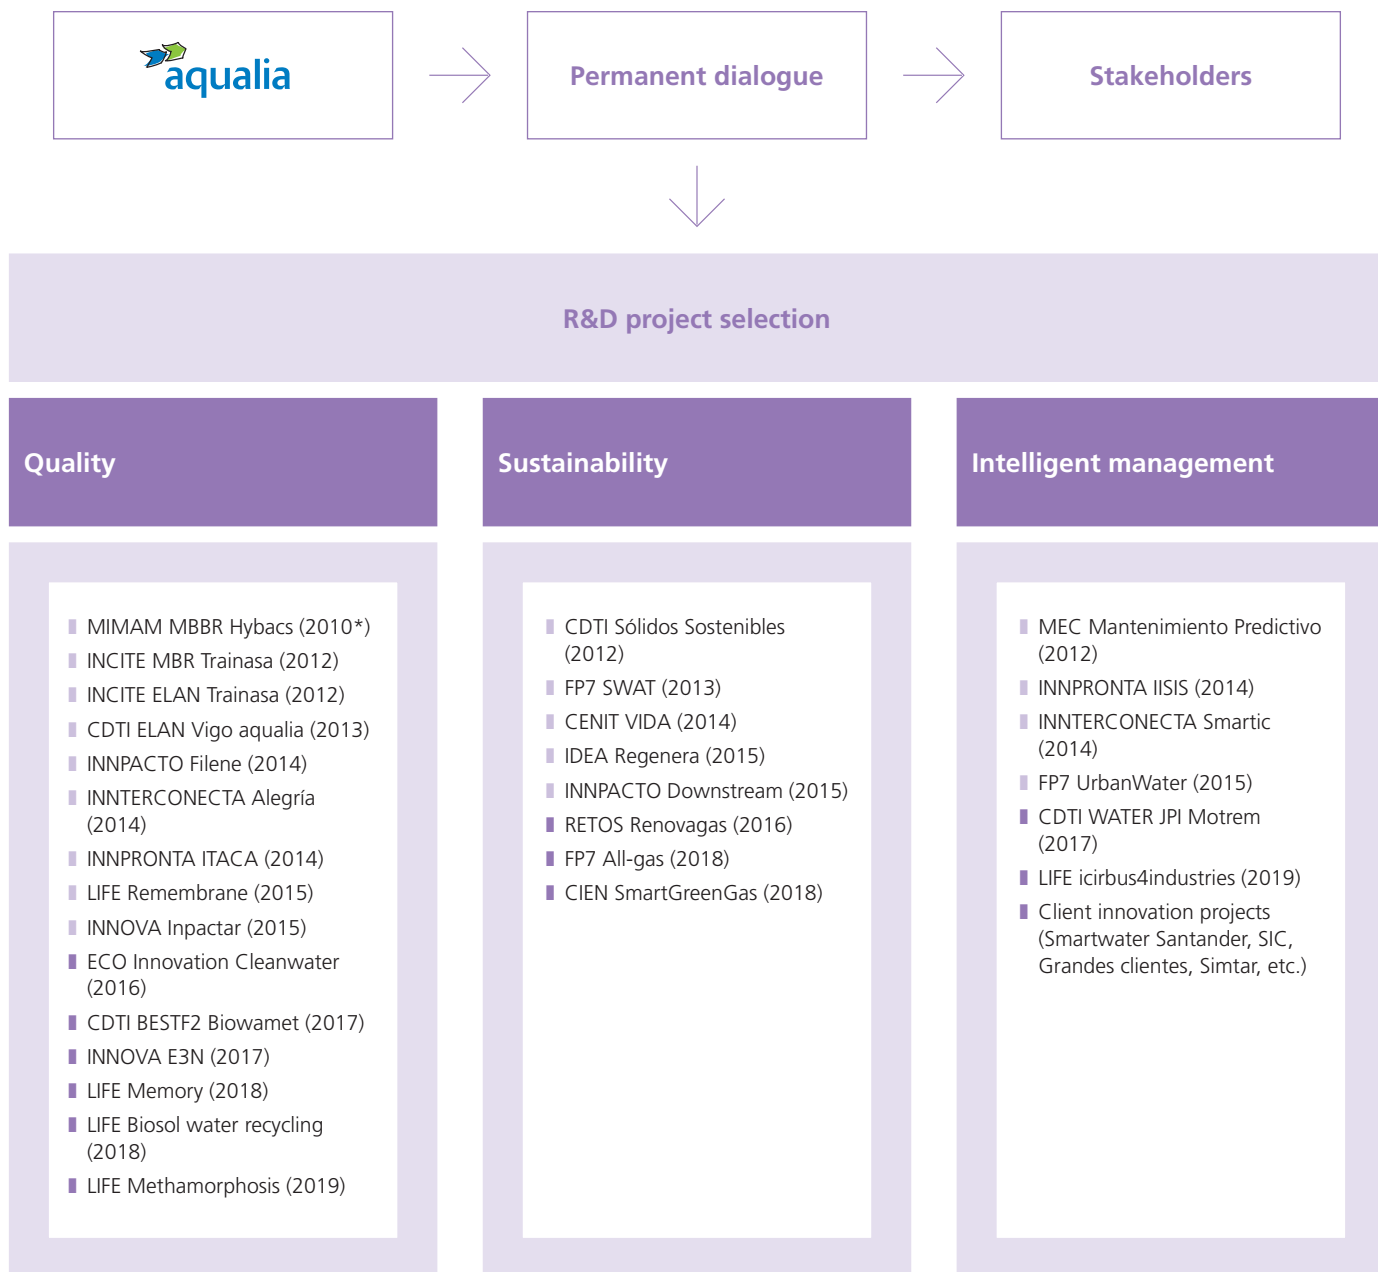 aqualia
Permanent dialogue
Stakeholders
R&D project selection
Quality
MIMAM MBBR Hybacs (2010*)
INCITE MBR Trainasa (2012)
INCITE ELAN Trainasa (2012)
CDTI ELAN Vigo aqualia (2013)
INNPACTO Filene (2014)
INNTERCONECTA Alegría
(2014)
INNPRONTA ITACA (2014)
LIFE Remembrane (2015)
INNOVA Inpactar (2015)
ECO Innovation Cleanwater
(2016)
CDTI BESTF2 Biowamet (2017)
INNOVA E3N (2017)
LIFE Memory (2018)
LIFE Biosol water recycling
(2018)
LIFE Methamorphosis (2019)
Sustainability
CDTI Sólidos Sostenibles
(2012)
FP7 SWAT (2013)
CENIT VIDA (2014)
IDEA Regenera (2015)
INNPACTO Downstream (2015)
RETOS Renovagas (2016)
FP7 All-gas (2018)
CIEN SmartGreenGas (2018)
Intelligent management
MEC Mantenimiento Predictivo
(2012)
INNPRONTA IISIS (2014)
INNTERCONECTA Smartic
(2014)
FP7 UrbanWater (2015)
CDTI WATER JPI Motrem
(2017)
LIFE icirbus4industries (2019)
Client innovation projects
(Smartwater Santander, SIC,
Grandes clientes, Simtar, etc.)